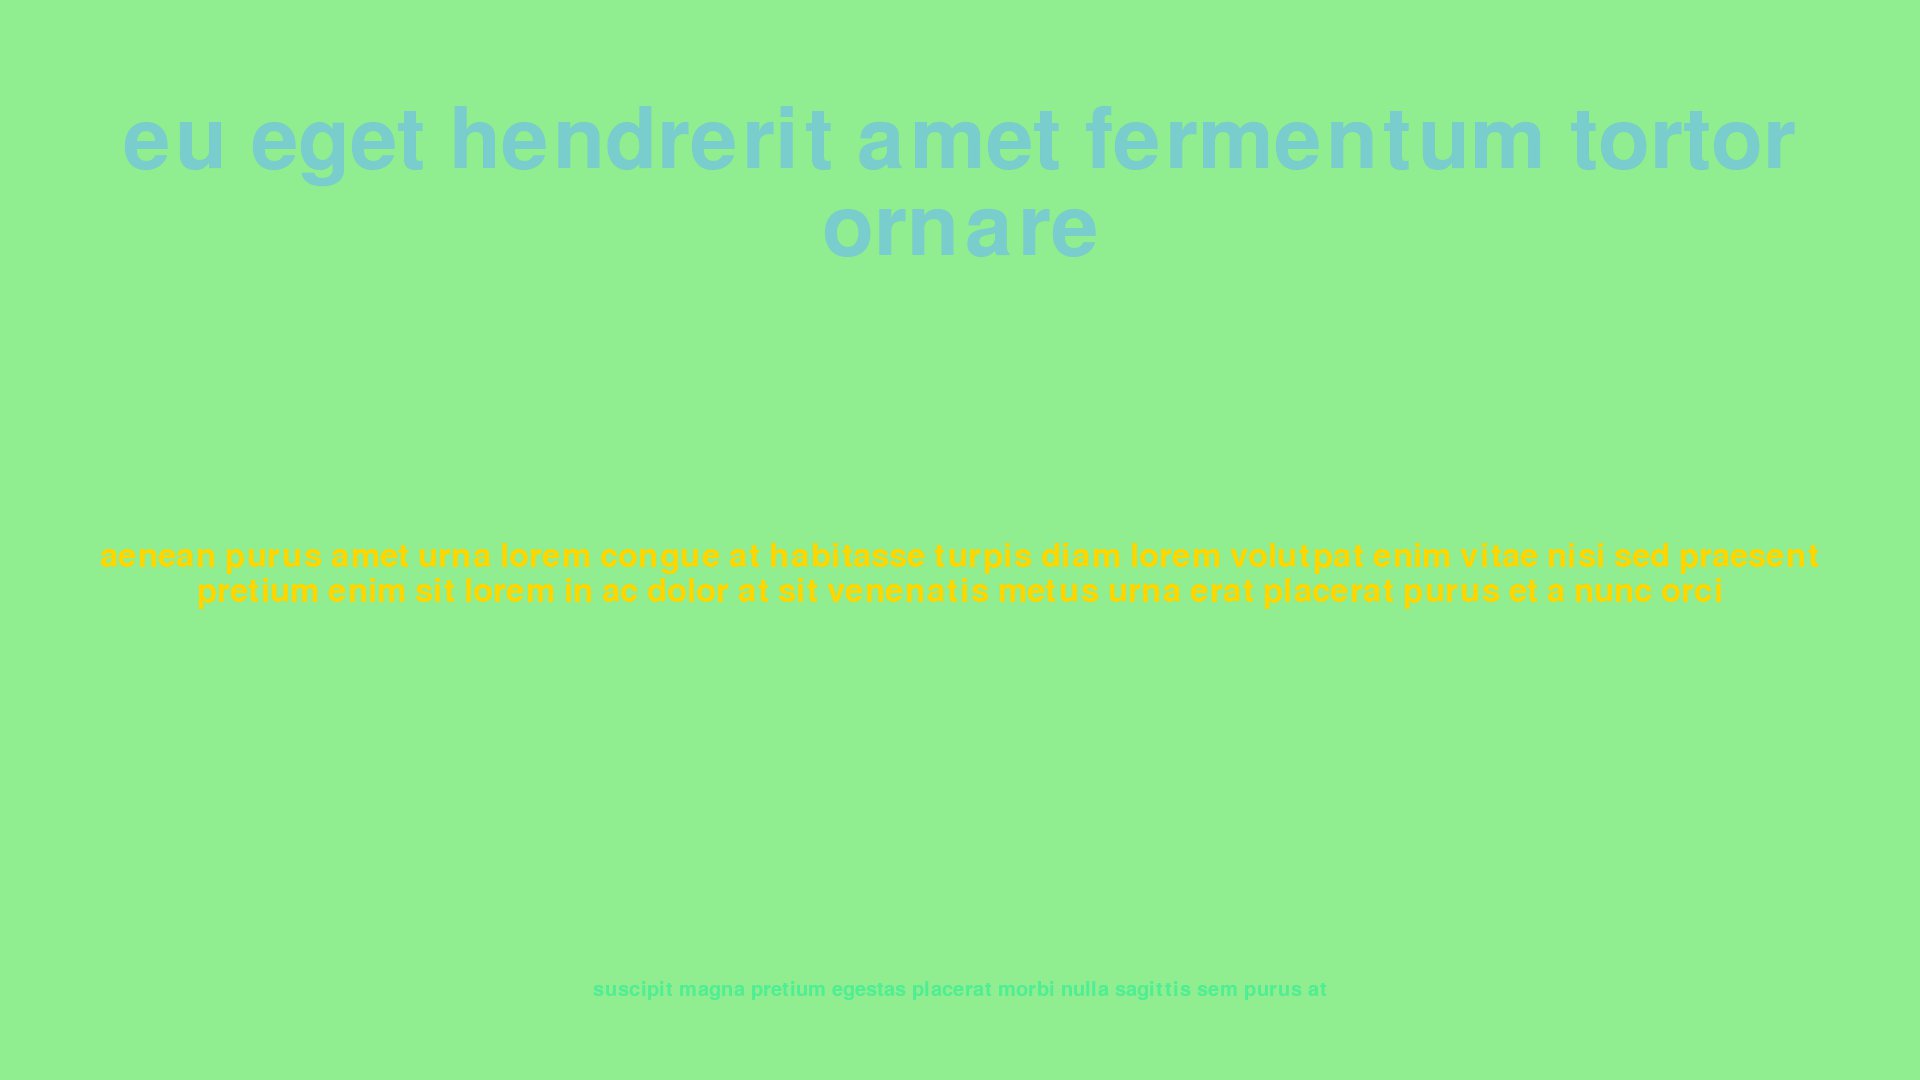 eu eget hendrerit amet fermentum tortor
ornare
aenean purus amet urna lorem congue at habitasse turpis diam lorem volutpat enim vitae nisi sed praesent
pretium enim sit lorem in ac dolor at sit venenatis metus urna erat placerat purus et a nunc orci
suscipit magna pretium egestas placerat morbi nulla sagittis sem purus at